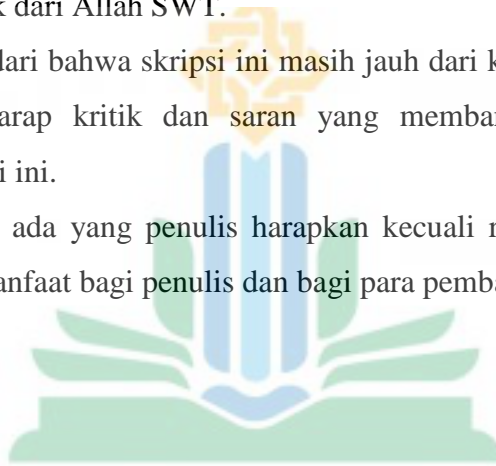 k dari Allah SWT.
dari bahwa skripsi ini masih jauh dari k
arap kritik dan saran yang memba
i ini.
ada yang penulis harapkan kecuali r
anfaat bagi penulis dan bagi para pemba